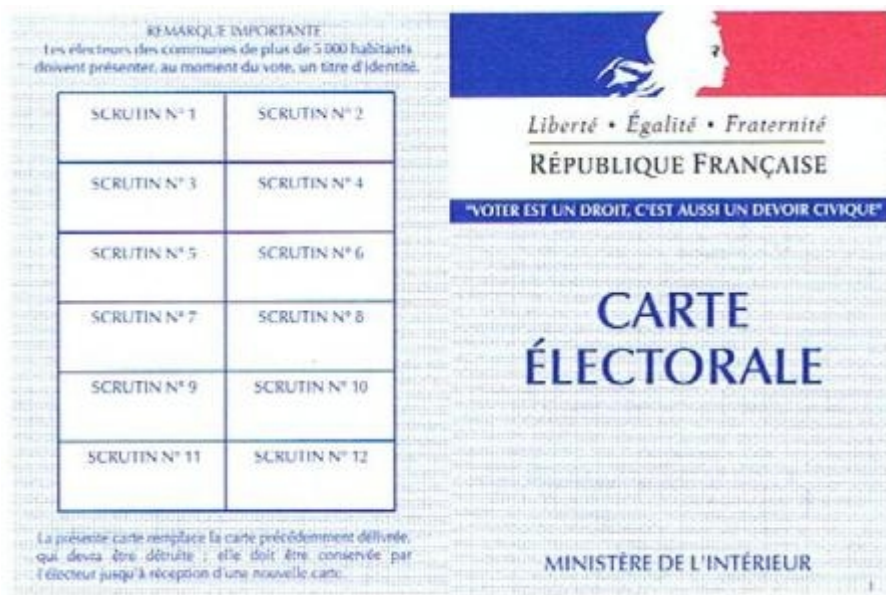 REMARQUE IMPORTANTE
Les électeurs des communes de plus de 5 000 habitants
doivent présenter, au moment du vote, un titre d'identité.
SCRUTIN N° 1
SCRUTIN N° 2
SCRUTIN N° 3
SCRUTIN N° 4
SCRUTIN N° 5
SCRUTIN N° 6
SCRUTIN N° 7
SCRUTIN N° 8
SCRUTIN N° 9
SCRUTIN N° 10
SCRUTIN N° 11
SCRUTIN N° 12
La présente carte remplace la carte précédemment délivrée,
qui devra être détruite ; elle doit être conservée par
l'électeur jusqu'à réception d'une nouvelle carte.
Liberté • Égalité • Fraternité
RÉPUBLIQUE FRANÇAISE
"VOTER EST UN DROIT, C'EST AUSSI UN DEVOIR CIVIQUE"
CARTE
ÉLECTORALE
MINISTÈRE DE L'INTÉRIEUR
1